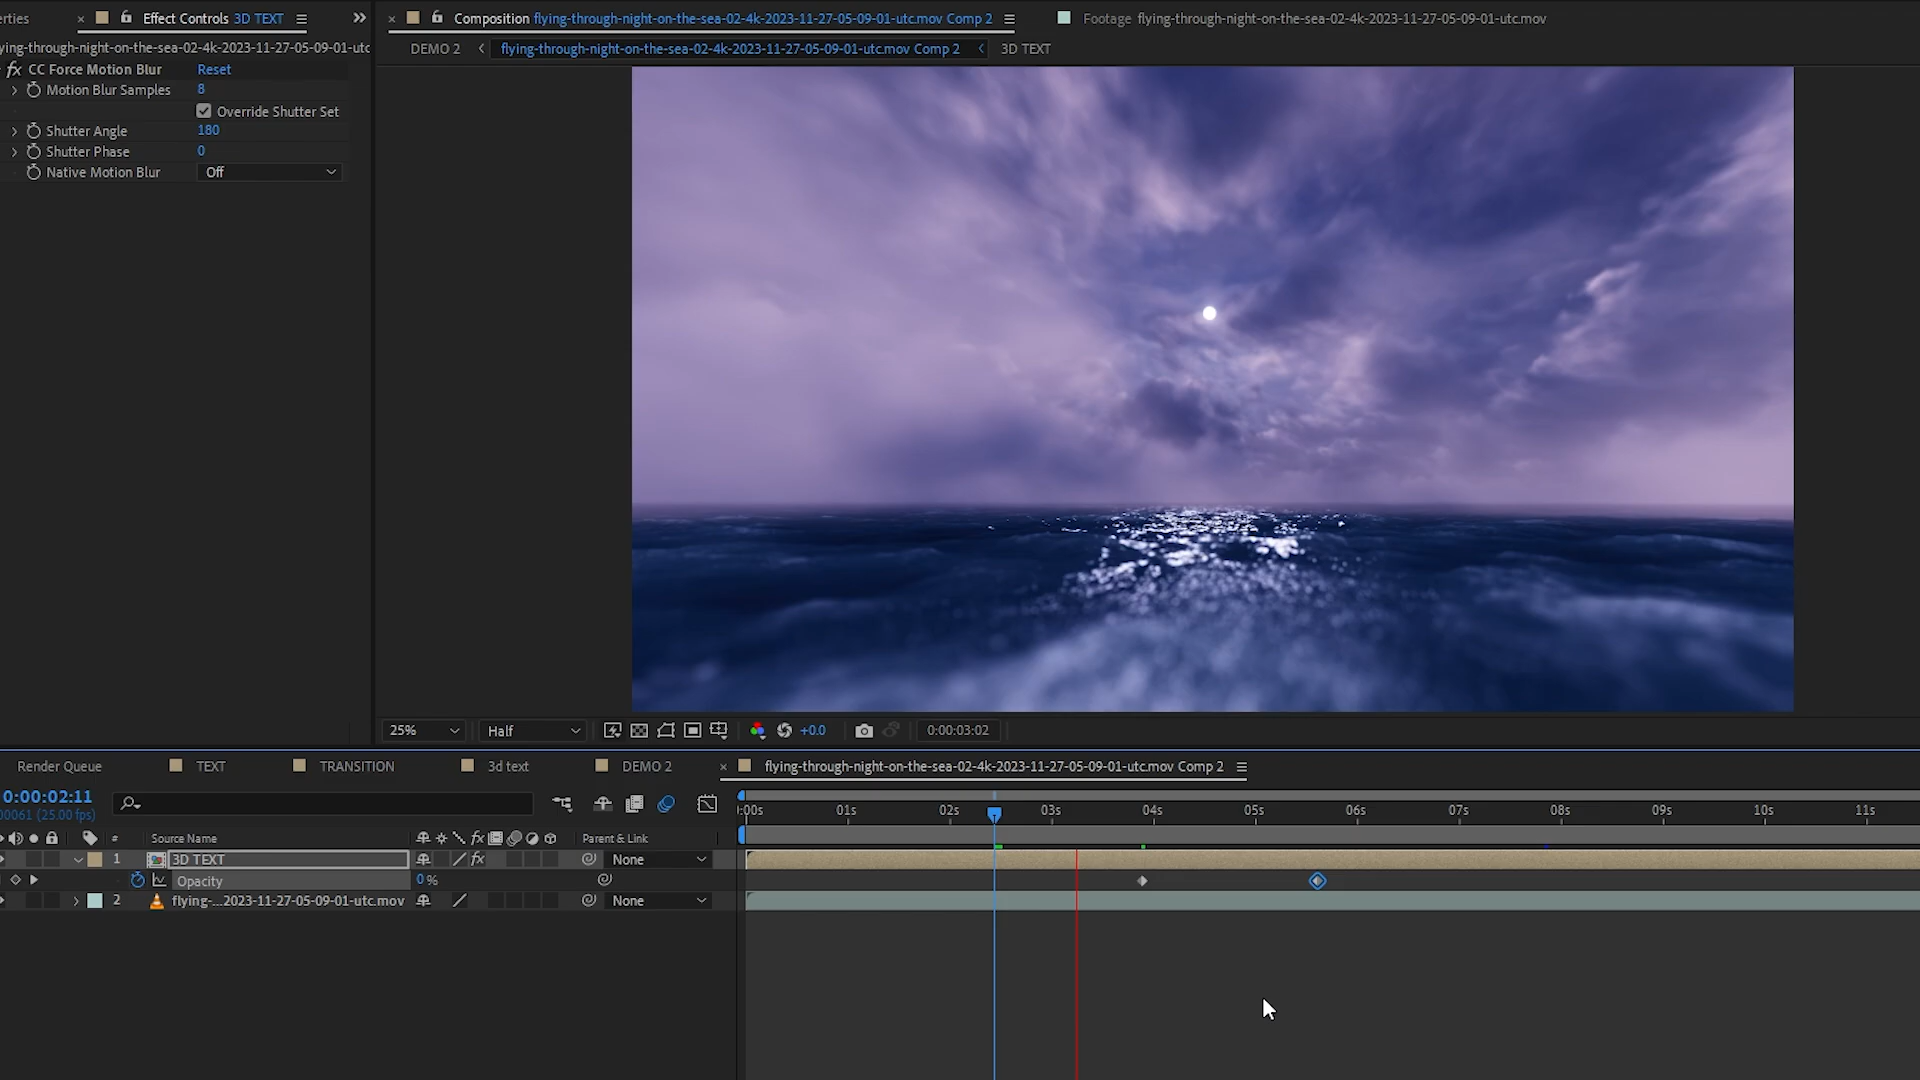 erties × Effect Controls 3D TEXT ≡ »
ying-through-night-on-the-sea-02-4k-2023-11-27-05-09-01-utc
fx CC Force Motion Blur Reset
Motion Blur Samples 8
Override Shutter Set
Shutter Angle 180
Shutter Phase 0
Native Motion Blur Off
× Composition flying-through-night-on-the-sea-02-4k-2023-11-27-05-09-01-utc.mov Comp 2 ≡ Footage flying-through-night-on-the-sea-02-4k-2023-11-27-05-09-01-utc.mov
DEMO 2 flying-through-night-on-the-sea-02-4k-2023-11-27-05-09-01-utc.mov Comp 2 3D TEXT
25% Half +0.0 0:00:03:02
Render Queue TEXT TRANSITION 3d text DEMO 2 × flying-through-night-on-the-sea-02-4k-2023-11-27-05-09-01-utc.mov Comp 2 ≡
0:00:02:11
00061 (25.00 fps)
:00s 01s 02s 03s 04s 05s 06s 07s 08s 09s 10s 11s
# Source Name fx Parent & Link
1 3D TEXT fx None
Opacity 0 %
2 flying-...2023-11-27-05-09-01-utc.mov None